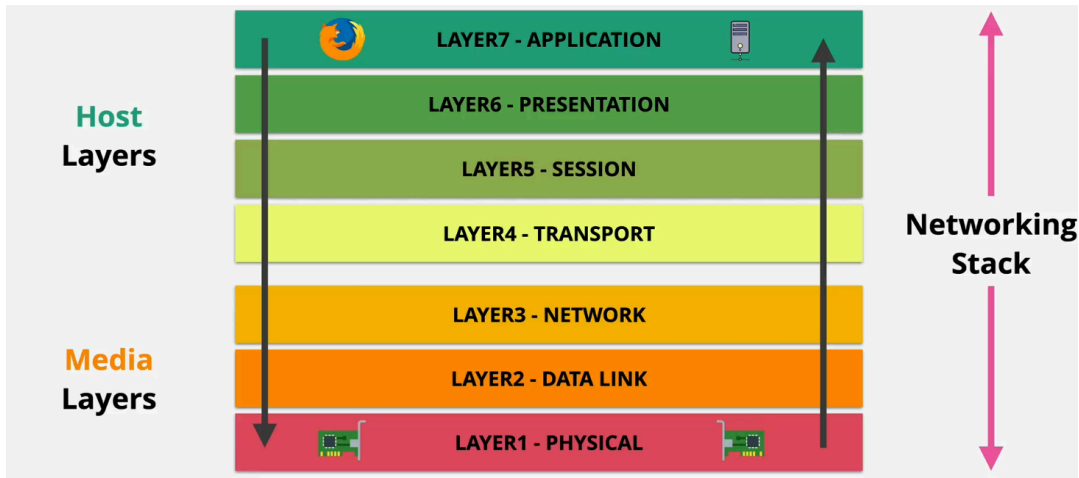 LAYER7 - APPLICATION
LAYER6 - PRESENTATION
Host
Layers
LAYER5 - SESSION
LAYER4 - TRANSPORT
Networking
Stack
LAYER3 - NETWORK
Media
Layers
LAYER2 - DATA LINK
LAYER1 - PHYSICAL